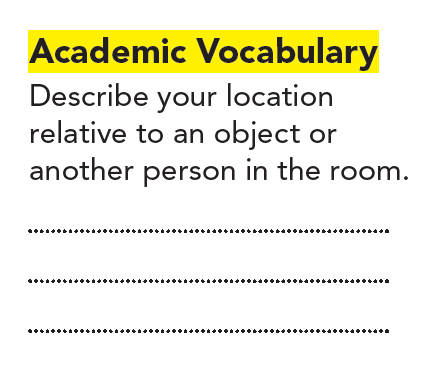 Academic Vocabulary
Describe your location
relative to an object or
another person in the room.